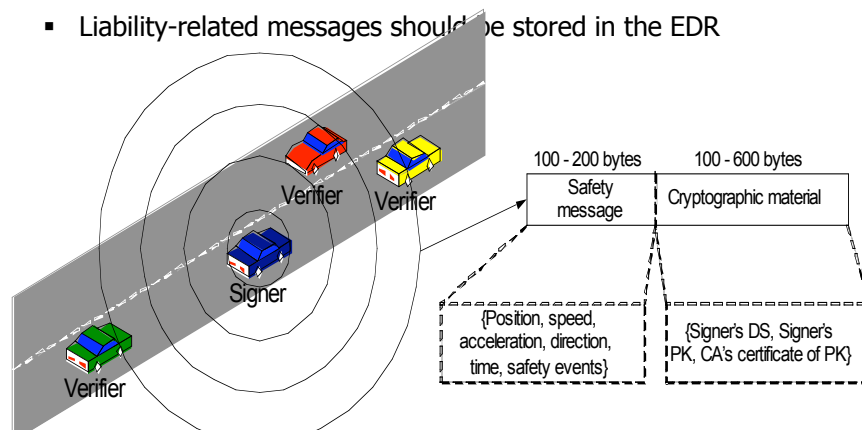 ▪ Liability-related messages should be stored in the EDR
100 - 200 bytes
100 - 600 bytes
Safety
message
Cryptographic material
Verifier
Verifier
Signer
Verifier
{Position, speed,
acceleration, direction,
time, safety events}
{Signer's DS, Signer's
PK, CA's certificate of PK}